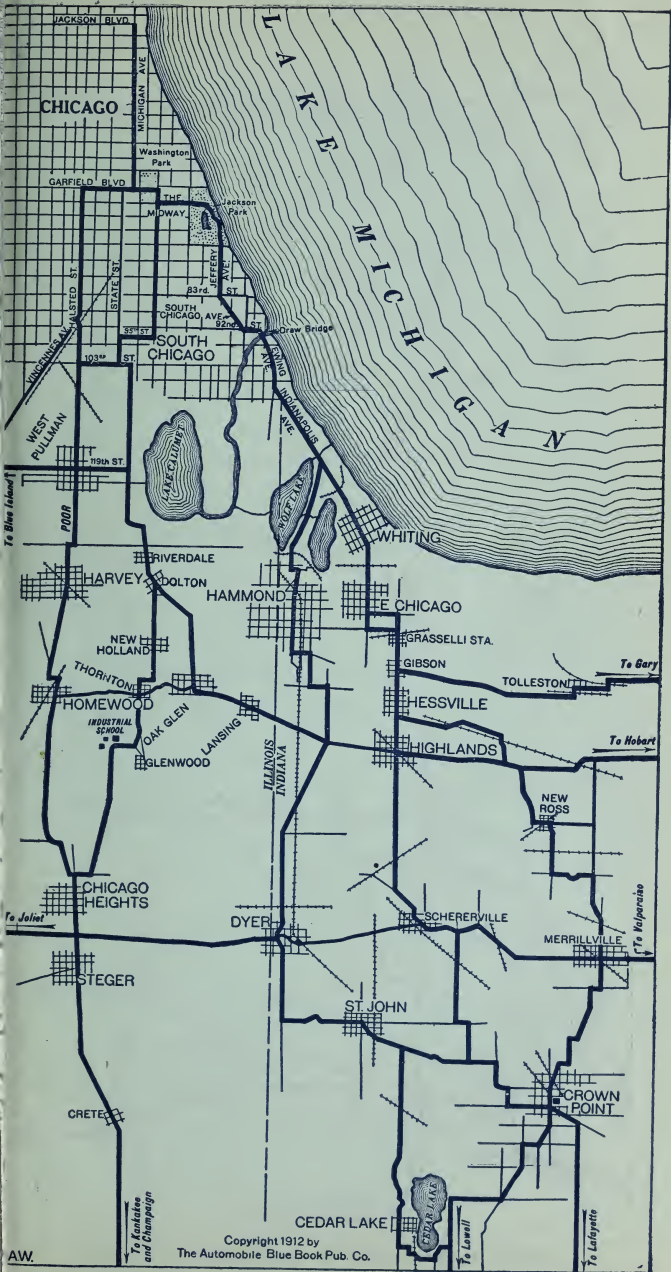 JACKSON BLVD.
LAKE MICHIGAN
CHICAGO
MICHIGAN AVE
Washington
Park
GARFIELD BLVD
THE
MIDWAY
Jackson
Park
HALSTED ST.
STATE ST.
JEFFERY
AVE.
83rd. ST.
SOUTH
CHICAGO AVE.
92nd. ST.
Draw Bridge
VINCENNES AV.
95TH ST.
SOUTH
CHICAGO
EWING
AVE.
103RD ST.
INDIANAPOLIS
AVE.
WEST
PULLMAN
LAKE CALUMET
119th ST.
To Blue Island
WOLF LAKE
POOR
WHITING
RIVERDALE
HARVEY
DOLTON
HAMMOND
E. CHICAGO
GRASSELLI STA.
NEW
HOLLAND
GIBSON
To Gary
THORNTON
TOLLESTON
HOMEWOOD
HESSVILLE
INDUSTRIAL
SCHOOL
OAK GLEN
LANSING
To Hobart
HIGHLANDS
GLENWOOD
ILLINOIS
INDIANA
NEW
ROSS
CHICAGO
HEIGHTS
To Joliet
DYER
SCHERERVILLE
To Valparaiso
MERRILLVILLE
STEGER
ST. JOHN
CROWN
POINT
CRETE
To Kankakee
and Champaign
CEDAR LAKE
CEDAR LAKE
To Lowell
To Lafayette
Copyright 1912 by
The Automobile Blue Book Pub. Co.
A.W.